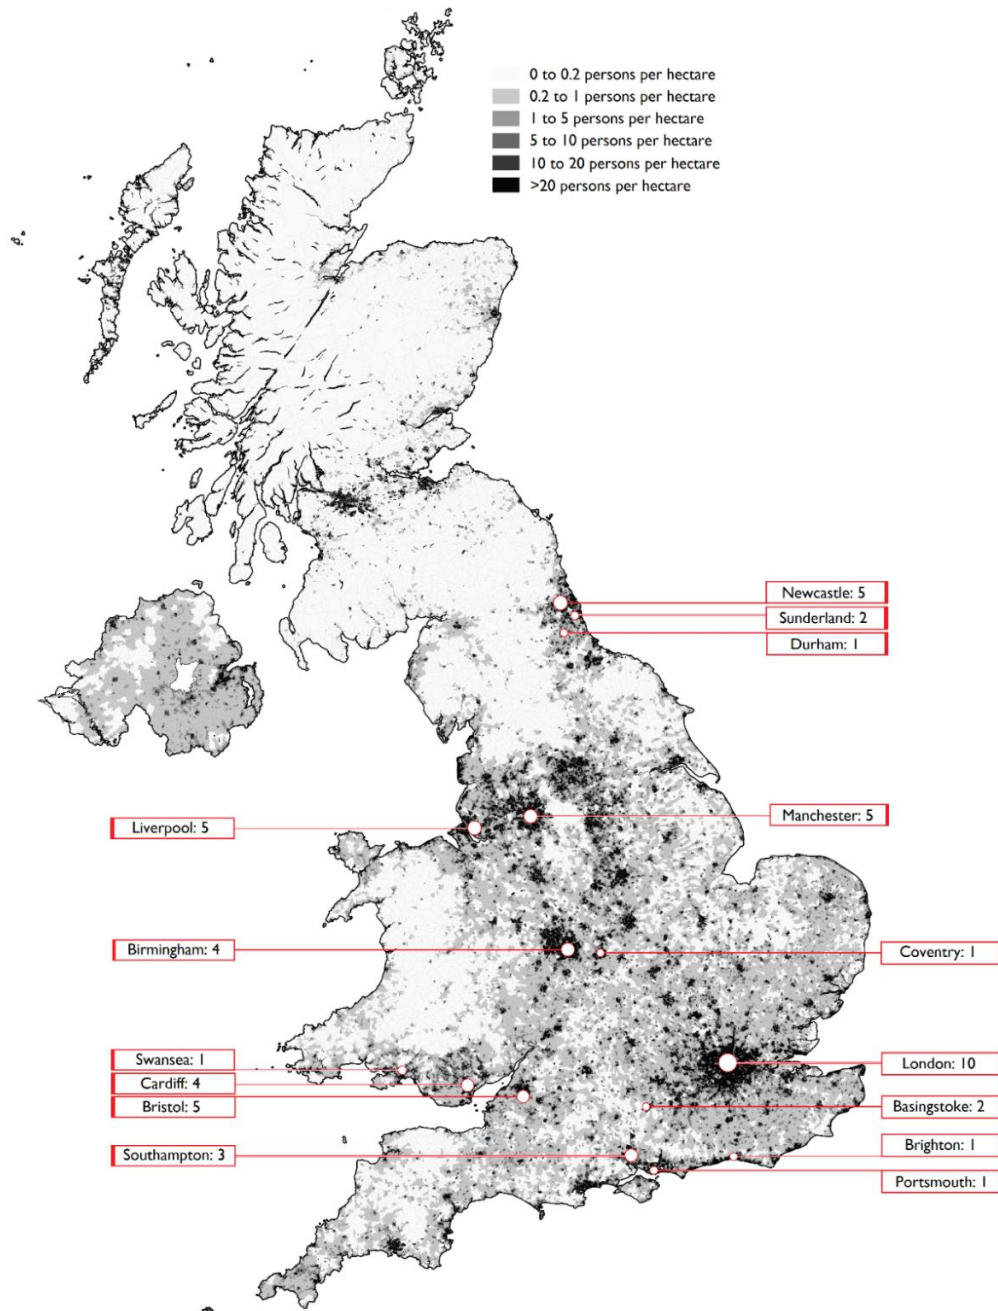 0 to 0.2 persons per hectare
0.2 to 1 persons per hectare
1 to 5 persons per hectare
5 to 10 persons per hectare
10 to 20 persons per hectare
>20 persons per hectare
Newcastle: 5
Sunderland: 2
Durham: 1
Liverpool: 5
Manchester: 5
Birmingham: 4
Coventry: 1
Swansea: 1
Cardiff: 4
Bristol: 5
London: 10
Basingstoke: 2
Southampton: 3
Brighton: 1
Portsmouth: 1